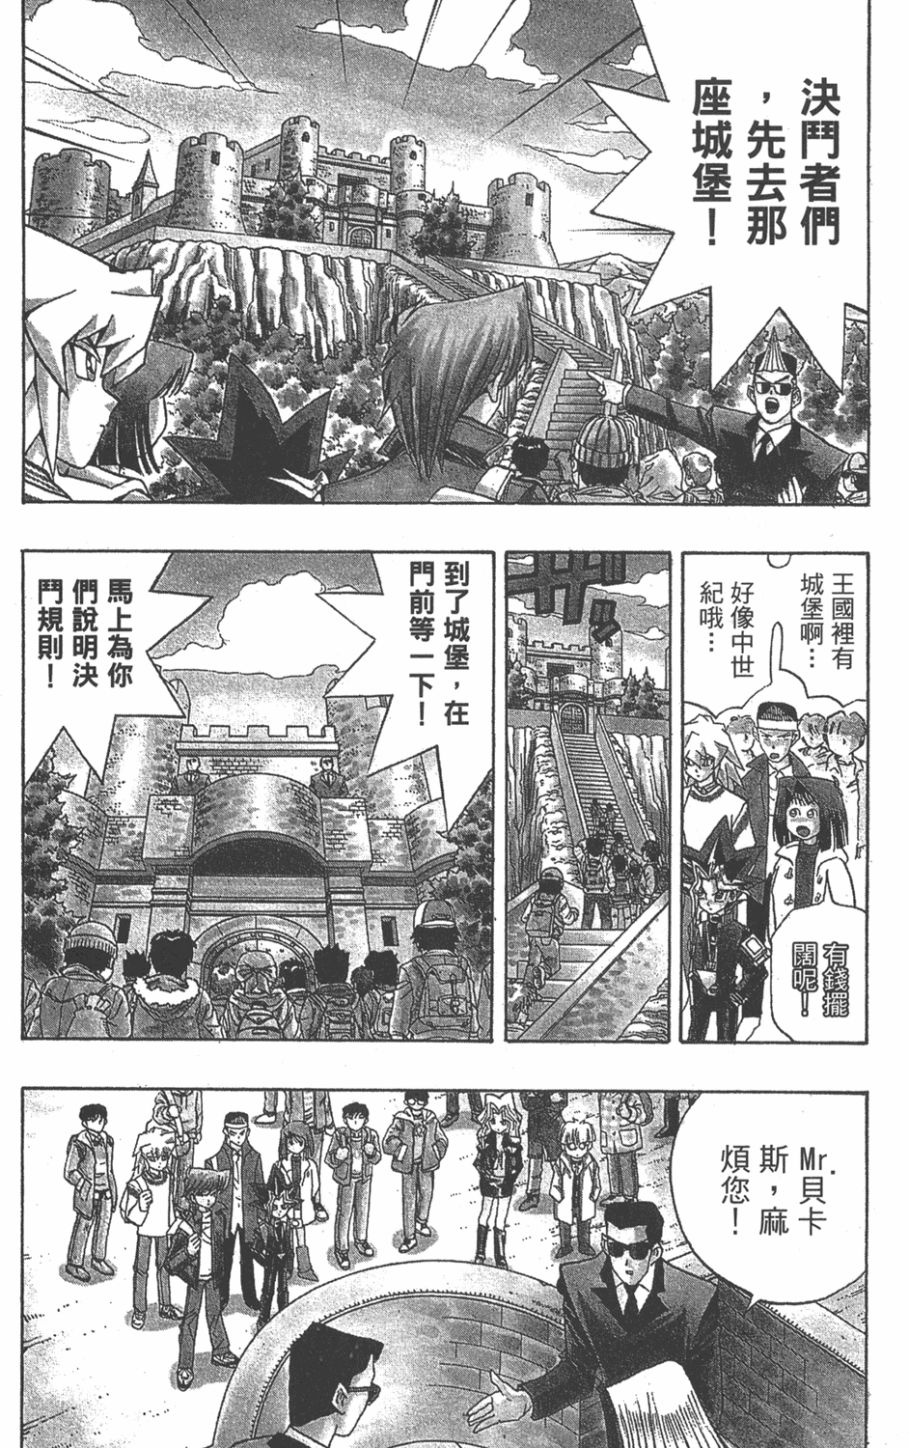 決鬥者們
，先去那
座城堡！
王國裡有
城堡啊…
好像中世
紀哦…
有錢擺
闊呢！
到了城堡，在
門前等一下！
馬上為你
們說明決
鬥規則！
Mr.貝卡
斯，麻
煩您！